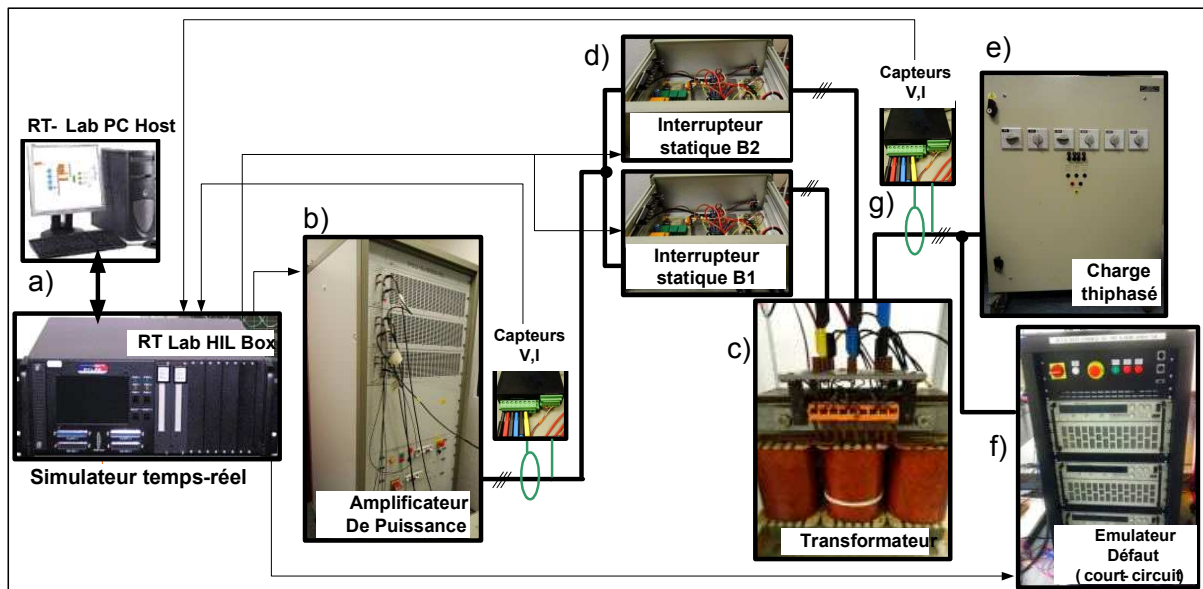 d)
e)
Capteurs
V,I
RT- Lab PC Host
Interrupteur
statique B2
b)
g)
a)
Interrupteur
statique B1
Charge
thiphasé
RT Lab HIL Box
Capteurs
V,I
c)
f)
Simulateur temps-réel
Amplificateur
De Puissance
Transformateur
Emulateur
Défaut
( court- circuit)